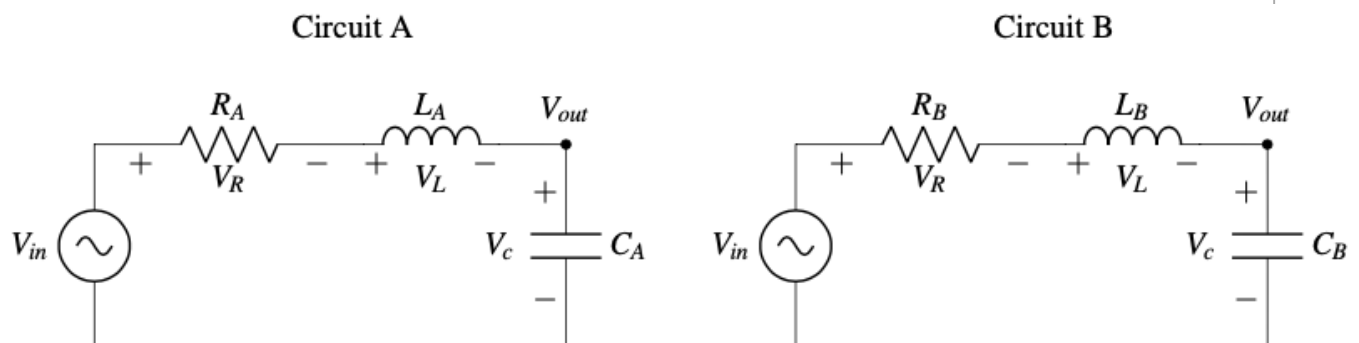 Circuit A
R_A
L_A
V_out
+ − + −
V_R
V_L
+
V_in
V_c
C_A
−
Circuit B
R_B
L_B
V_out
+ − + −
V_R
V_L
+
V_in
V_c
C_B
−